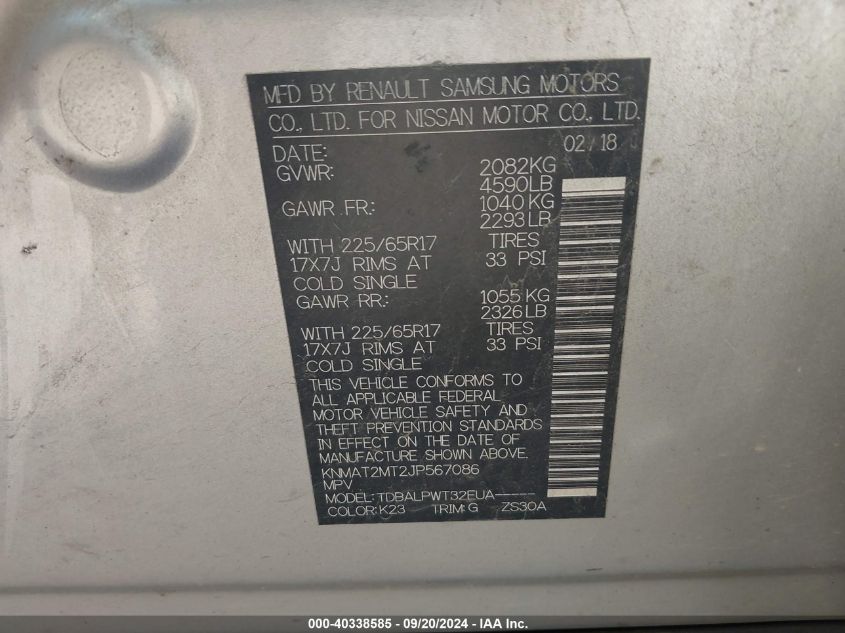 MFD BY RENAULT SAMSUNG MOTORS
CO., LTD. FOR NISSAN MOTOR CO., LTD.
DATE: 02/18
GVWR: 2082KG
4590LB
GAWR FR.: 1040KG
2293LB
WITH 225/65R17 TIRES
17X7J RIMS AT 33 PSI
COLD SINGLE
GAWR RR.: 1055KG
2326LB
WITH 225/65R17 TIRES
17X7J RIMS AT 33 PSI
COLD SINGLE
THIS VEHICLE CONFORMS TO
ALL APPLICABLE FEDERAL
MOTOR VEHICLE SAFETY AND
THEFT PREVENTION STANDARDS
IN EFFECT ON THE DATE OF
MANUFACTURE SHOWN ABOVE.
KNMAT2MT2JP567086
MPV
MODEL: TDBALPWT32EUA-----
COLOR: K23 TRIM: G ZS30A
000-40338585 - 09/20/2024 - IAA Inc.